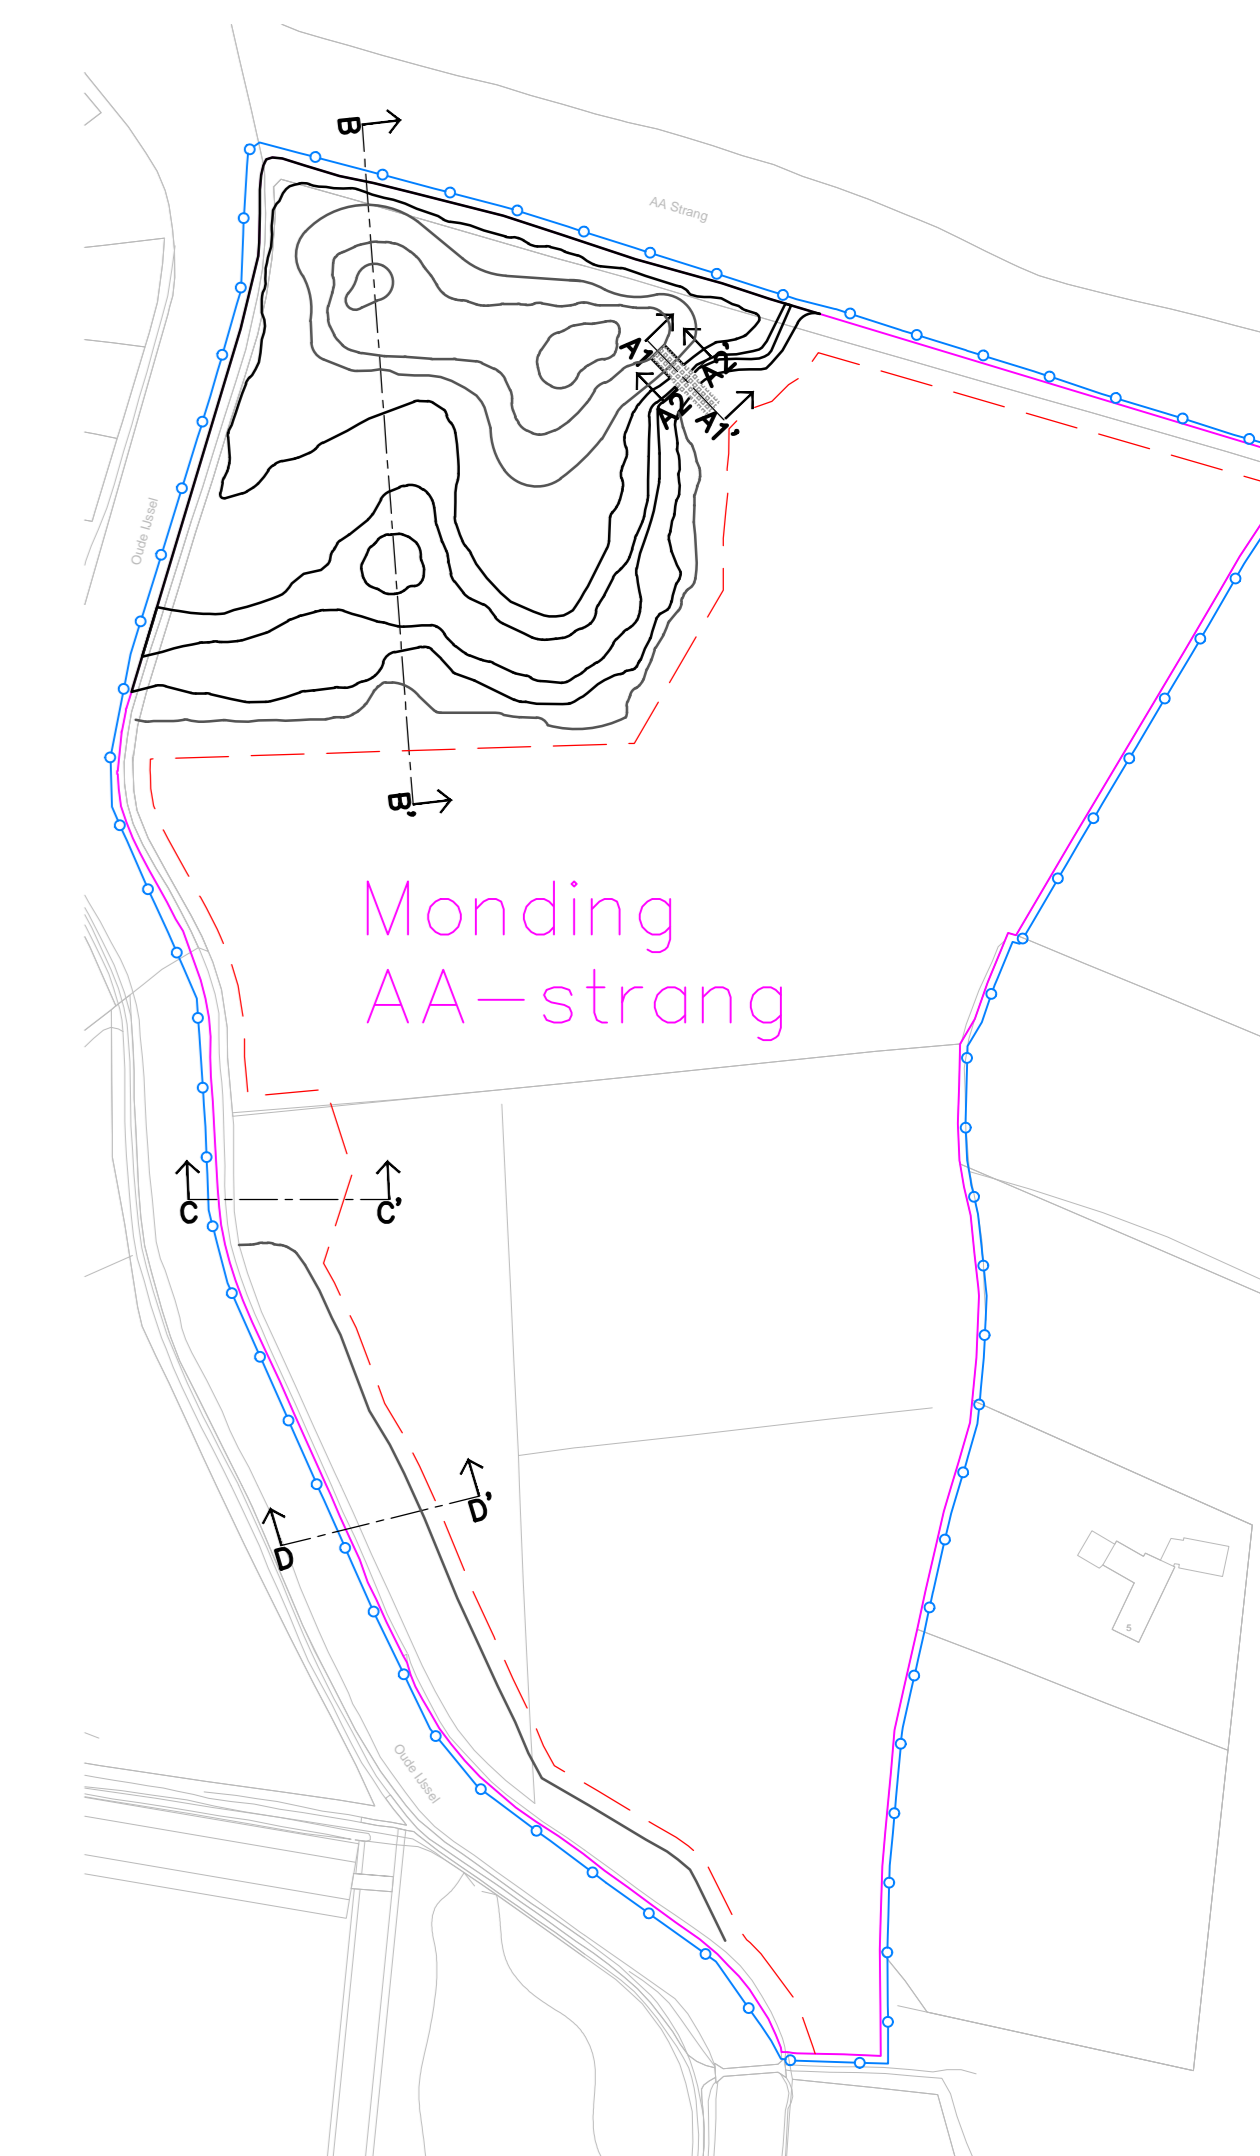 B
AA Strang
A1
A2'
A2
A1'
Oude IJssel
B'
Monding
AA-strang
C
C'
D'
D
5
Oude IJssel